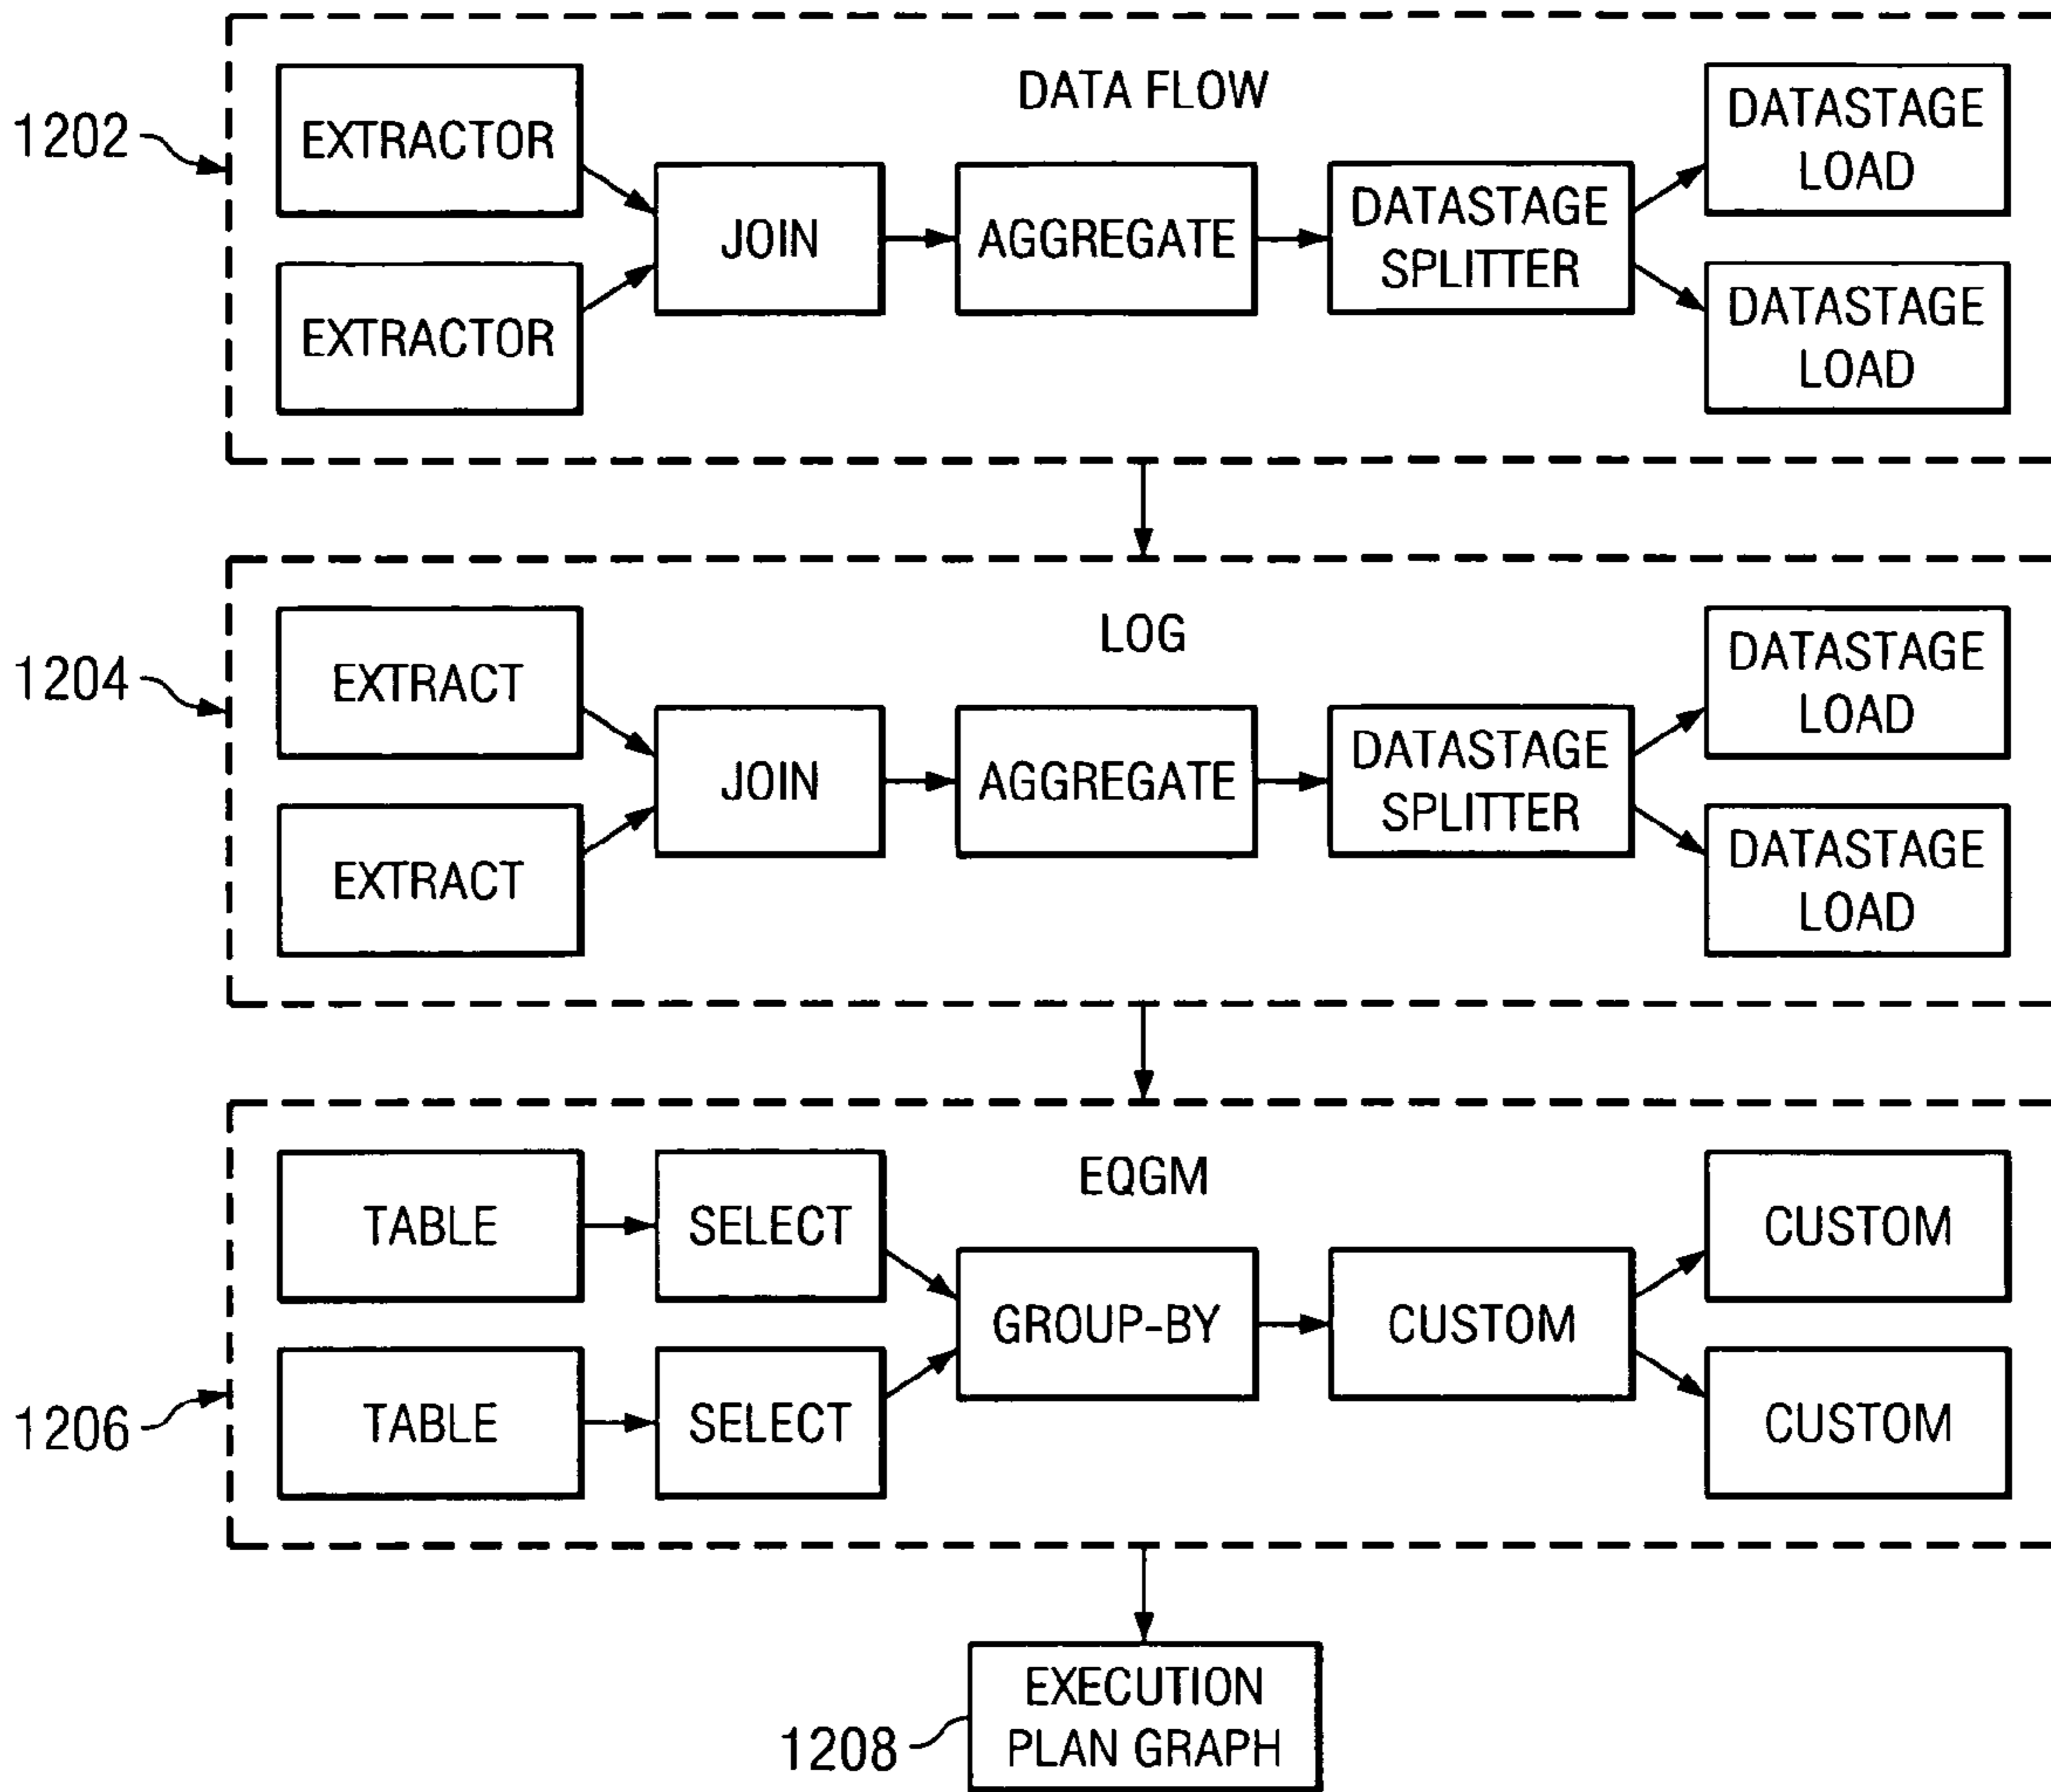 DATA FLOW
1202
EXTRACTOR
EXTRACTOR
JOIN
AGGREGATE
DATASTAGE
SPLITTER
DATASTAGE
LOAD
DATASTAGE
LOAD
LOG
1204
EXTRACT
EXTRACT
JOIN
AGGREGATE
DATASTAGE
SPLITTER
DATASTAGE
LOAD
DATASTAGE
LOAD
EQGM
1206
TABLE
SELECT
TABLE
SELECT
GROUP-BY
CUSTOM
CUSTOM
CUSTOM
1208
EXECUTION
PLAN GRAPH